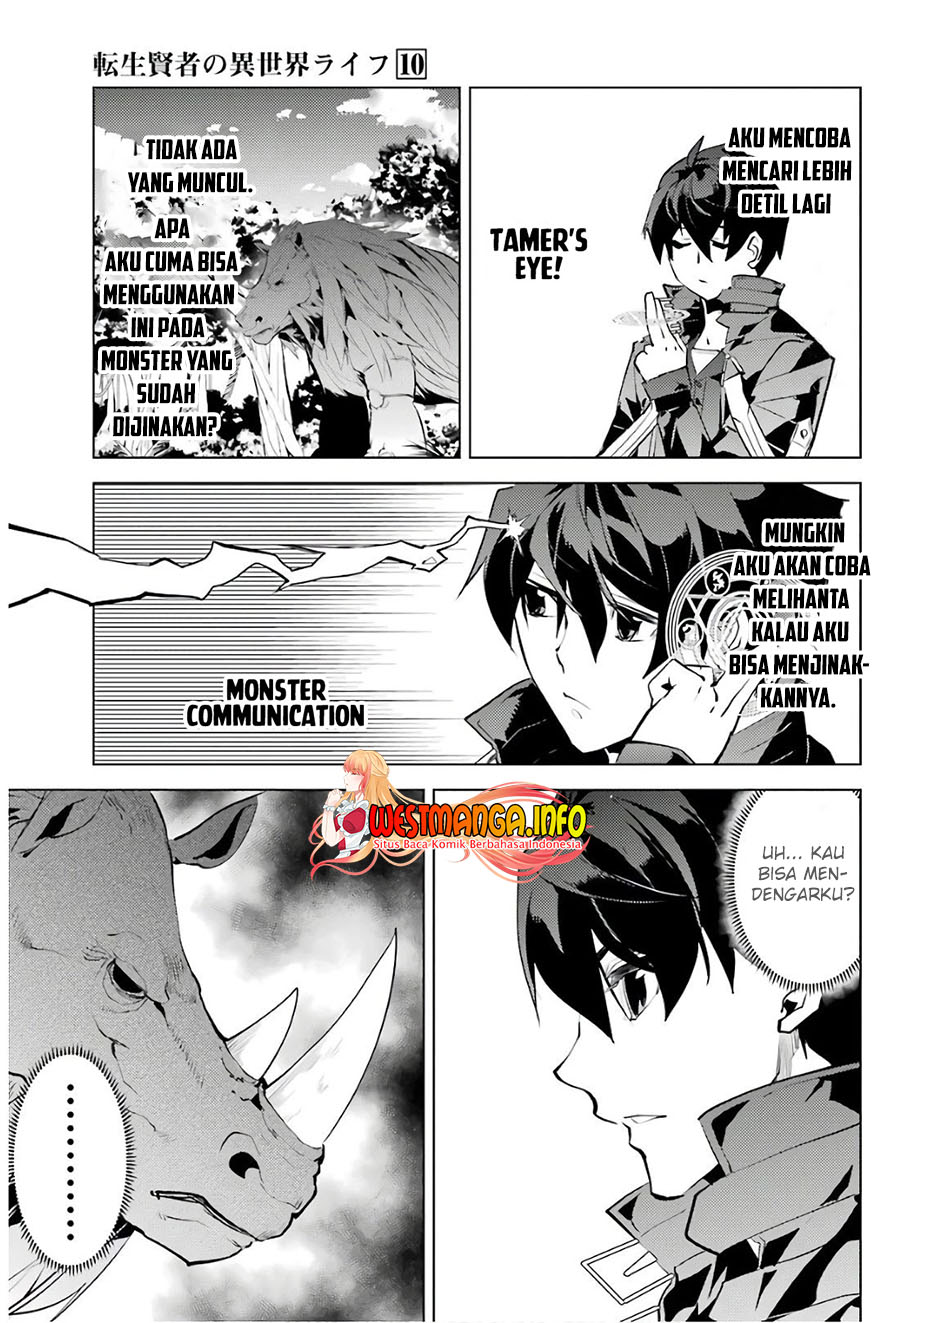 転生賢者の異世界ライフ 10
AKU MENCOBA
MENCARI LEBIH
DETIL LAGI
TAMER'S
EYE!
TIDAK ADA
YANG MUNCUL.
APA
AKU CUMA BISA
MENGGUNAKAN
INI PADA
MONSTER YANG
SUDAH
DIJINAKAN?
MUNGKIN
AKU AKAN COBA
MELIHANTA
KALAU AKU
BISA MENJINAK-
KANNYA.
MONSTER
COMMUNICATION
WESTMANGA.INFO
Situs Baca Komik Berbahasa Indonesia
UH... KAU
BISA MEN-
DENGARKU?
............